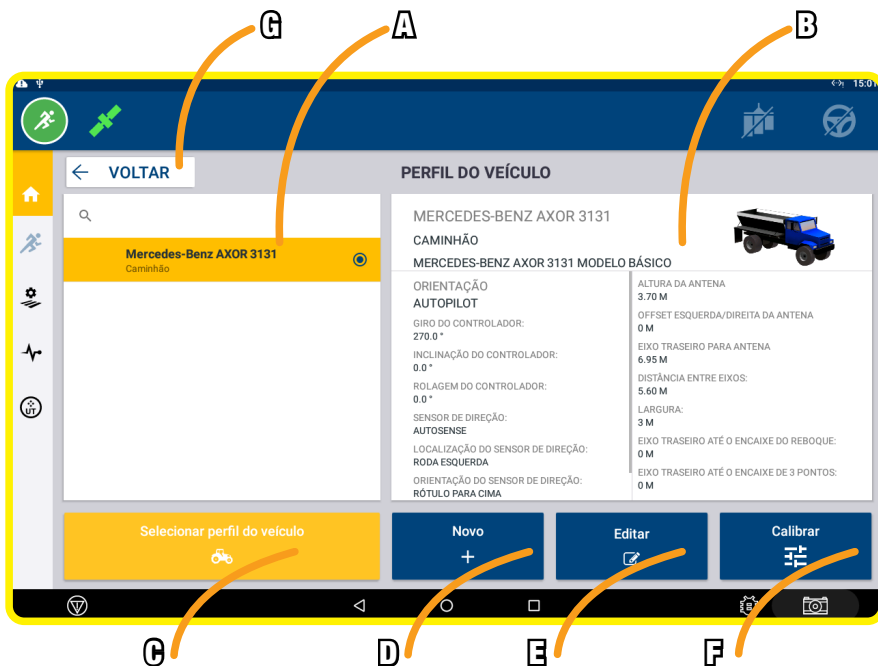 G
A
B
15:01
VOLTAR
PERFIL DO VEÍCULO
Mercedes-Benz AXOR 3131
Caminhão
MERCEDES-BENZ AXOR 3131
CAMINHÃO
MERCEDES-BENZ AXOR 3131 MODELO BÁSICO
ORIENTAÇÃO
AUTOPILOT
GIRO DO CONTROLADOR:
270.0 °
INCLINAÇÃO DO CONTROLADOR:
0.0 °
ROLAGEM DO CONTROLADOR:
0.0 °
SENSOR DE DIREÇÃO:
AUTOSENSE
LOCALIZAÇÃO DO SENSOR DE DIREÇÃO:
RODA ESQUERDA
ORIENTAÇÃO DO SENSOR DE DIREÇÃO:
RÓTULO PARA CIMA
ALTURA DA ANTENA
3.70 M
OFFSET ESQUERDA/DIREITA DA ANTENA
0 M
EIXO TRASEIRO PARA ANTENA
6.95 M
DISTÂNCIA ENTRE EIXOS:
5.60 M
LARGURA:
3 M
EIXO TRASEIRO ATÉ O ENCAIXE DO REBOQUE:
0 M
EIXO TRASEIRO ATÉ O ENCAIXE DE 3 PONTOS:
0 M
UT
Selecionar perfil do veículo
Novo
Editar
Calibrar
C
D
E
F